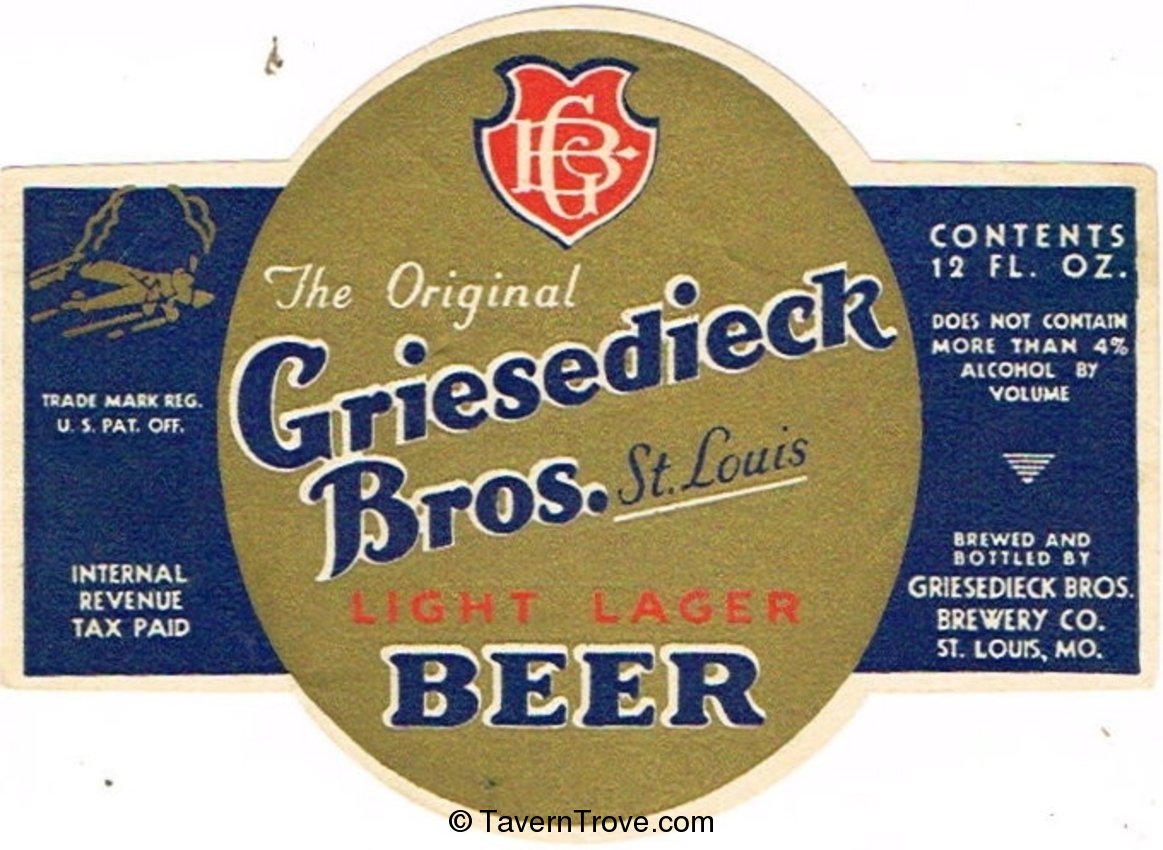 GB
The Original
Griesedieck
Bros. St. Louis
LIGHT LAGER
BEER
TRADE MARK REG.
U. S. PAT. OFF.
INTERNAL
REVENUE
TAX PAID
CONTENTS
12 FL. OZ.
DOES NOT CONTAIN
MORE THAN 4%
ALCOHOL BY
VOLUME
BREWED AND
BOTTLED BY
GRIESEDIECK BROS.
BREWERY CO.
ST. LOUIS, MO.
© TavernTrove.com